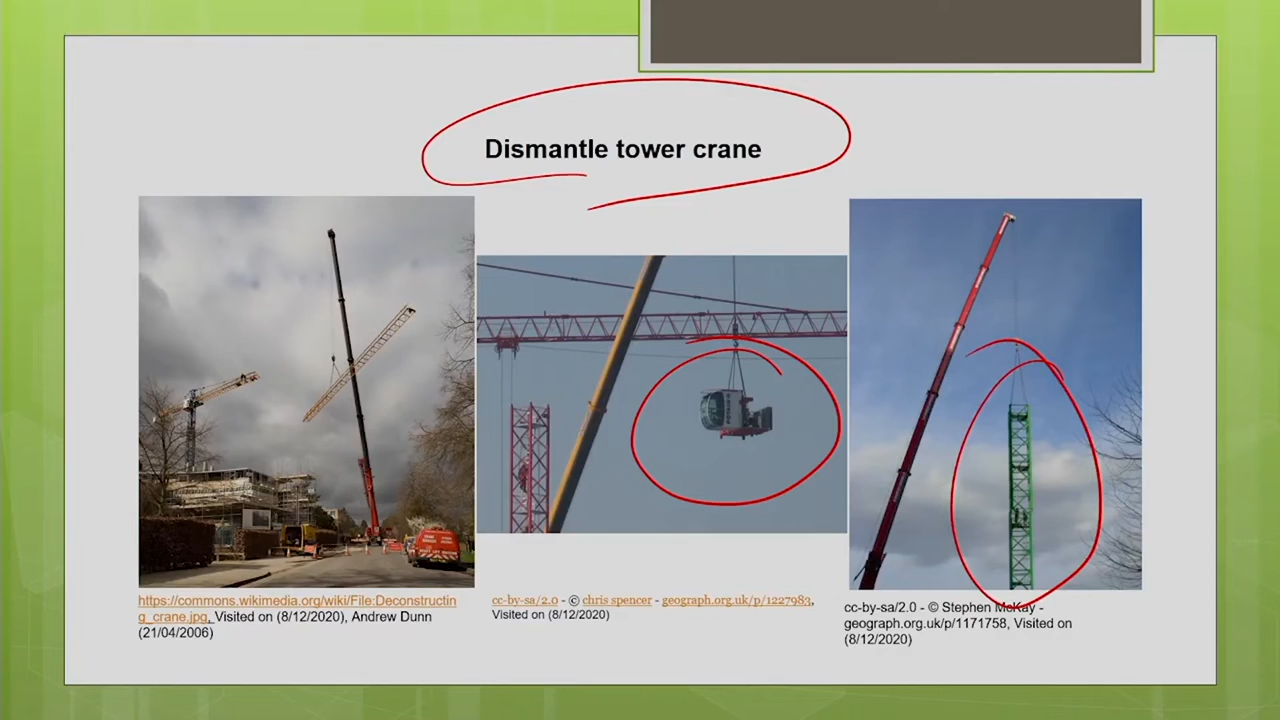 Dismantle tower crane
https://commons.wikimedia.org/wiki/File:Deconstructin
g_crane.jpg, Visited on (8/12/2020), Andrew Dunn
(21/04/2006)
cc-by-sa/2.0 - © chris spencer - geograph.org.uk/p/1227983,
Visited on (8/12/2020)
cc-by-sa/2.0 - © Stephen McKay -
geograph.org.uk/p/1171758, Visited on
(8/12/2020)